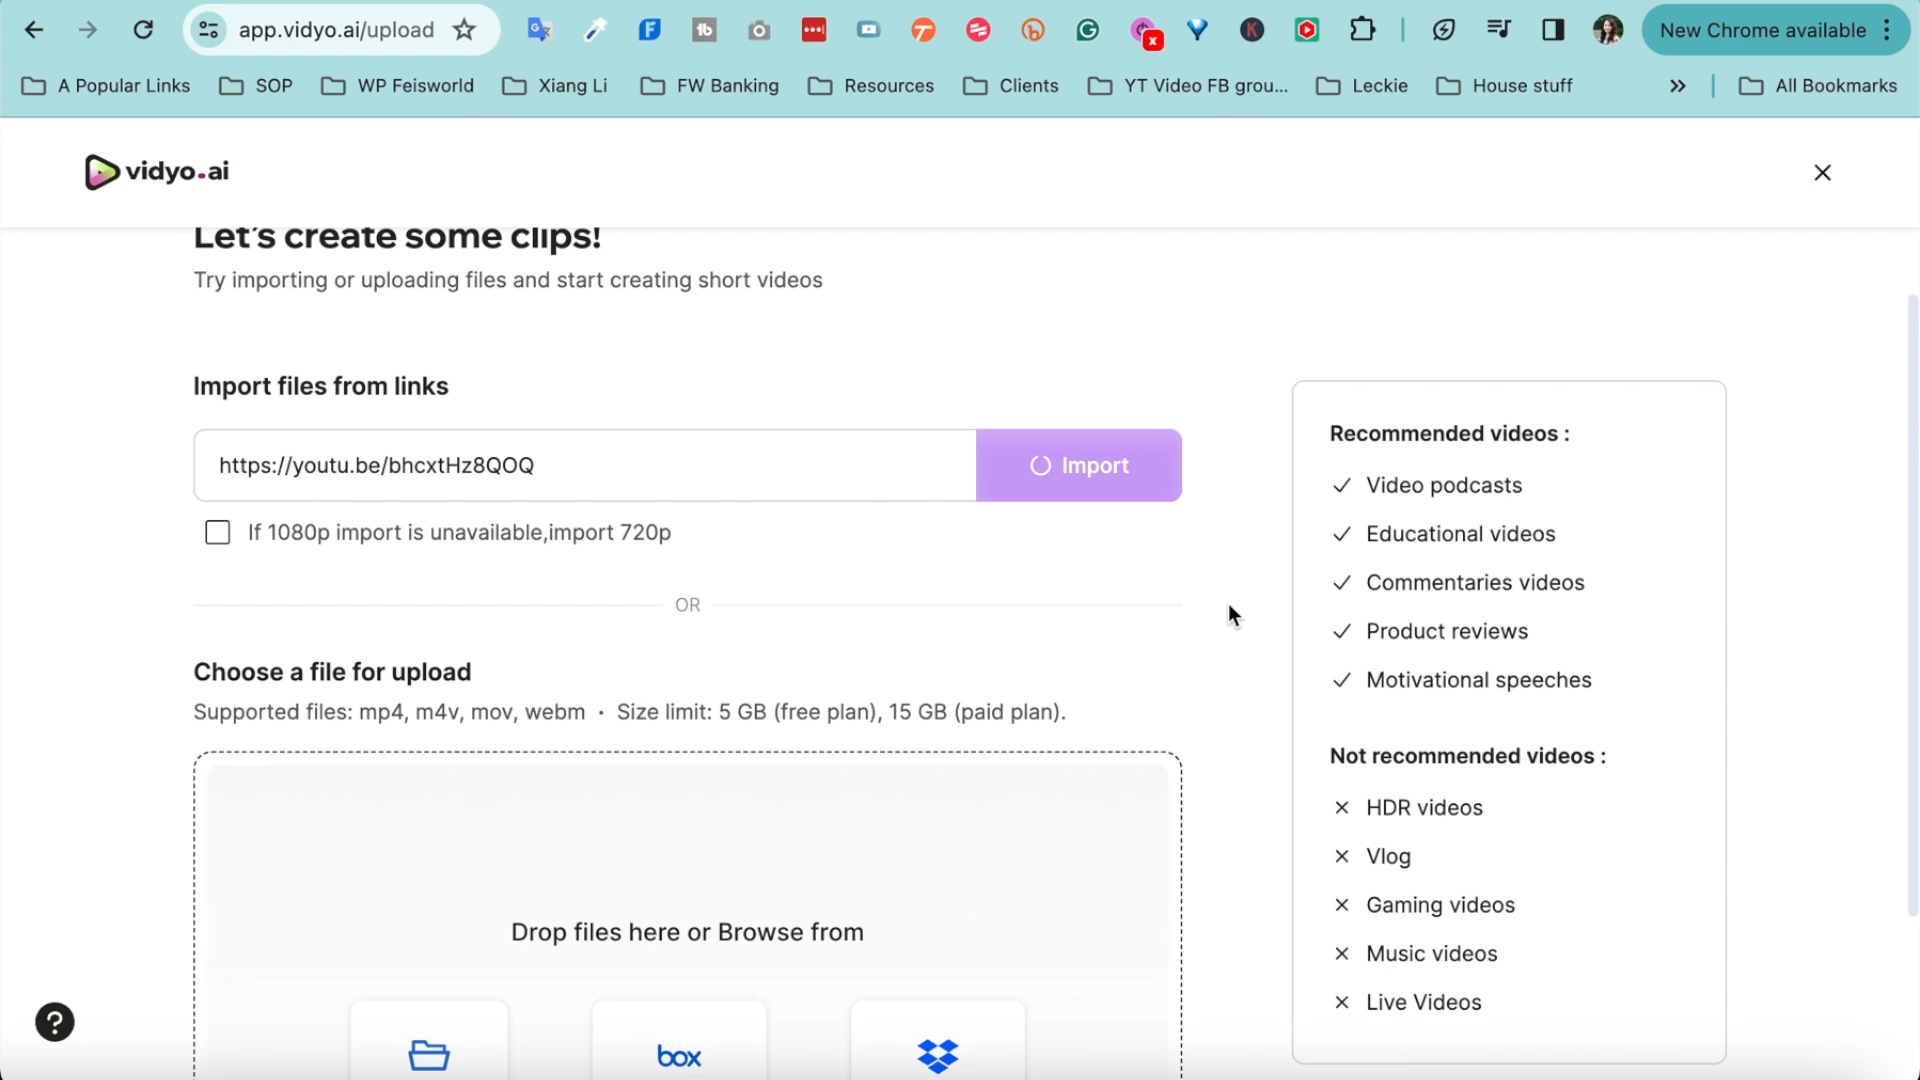 app.vidyo.ai/upload
New Chrome available
A Popular Links
SOP
WP Feisworld
Xiang Li
FW Banking
Resources
Clients
YT Video FB grou...
Leckie
House stuff
All Bookmarks
vidyo.ai
Let's create some clips!
Try importing or uploading files and start creating short videos
Import files from links
https://youtu.be/bhcxtHz8QOQ
Import
If 1080p import is unavailable,import 720p
OR
Choose a file for upload
Supported files: mp4, m4v, mov, webm · Size limit: 5 GB (free plan), 15 GB (paid plan).
Drop files here or Browse from
box
Recommended videos :
Video podcasts
Educational videos
Commentaries videos
Product reviews
Motivational speeches
Not recommended videos :
HDR videos
Vlog
Gaming videos
Music videos
Live Videos
?